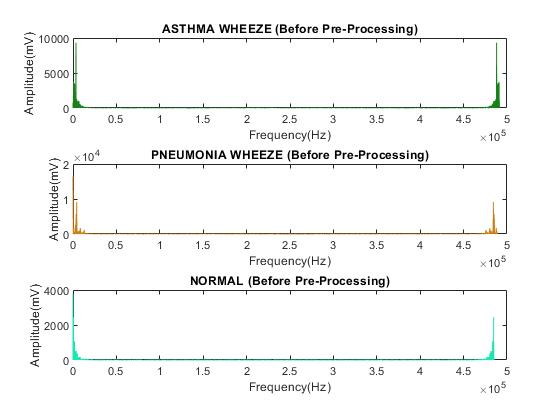 ASTHMA WHEEZE (Before Pre-Processing)
10000
5000
0
Amplitude(mV)
0 0.5 1 1.5 2 2.5 3 3.5 4 4.5 5
Frequency(Hz)
×10^5
PNEUMONIA WHEEZE (Before Pre-Processing)
×10^4
2
1
0
Amplitude(mV)
0 0.5 1 1.5 2 2.5 3 3.5 4 4.5 5
Frequency(Hz)
×10^5
NORMAL (Before Pre-Processing)
4000
2000
0
Amplitude(mV)
0 0.5 1 1.5 2 2.5 3 3.5 4 4.5 5
Frequency(Hz)
×10^5